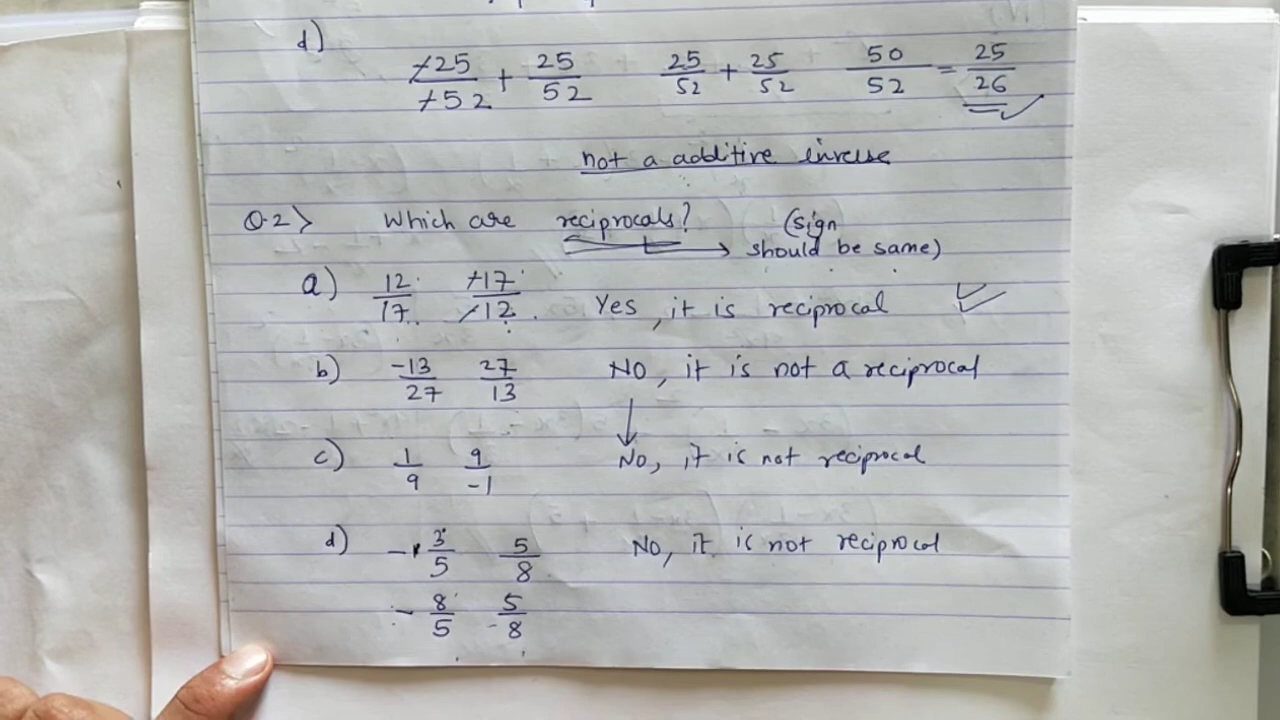 d)
-25/-52 + 25/52   25/52 + 25/52   50/52 = 25/26 ✓
not a additive inverse
Q.2> Which are reciprocals? → (sign should be same)
a) 12/17   -17/-12   Yes, it is reciprocal
b) -13/27   27/13   NO, it is not a reciprocal
c) 1/9   9/-1   No, it is not reciprocal
d) -1 3/5   5/8   No, it is not reciprocal
- 8/5   5/8